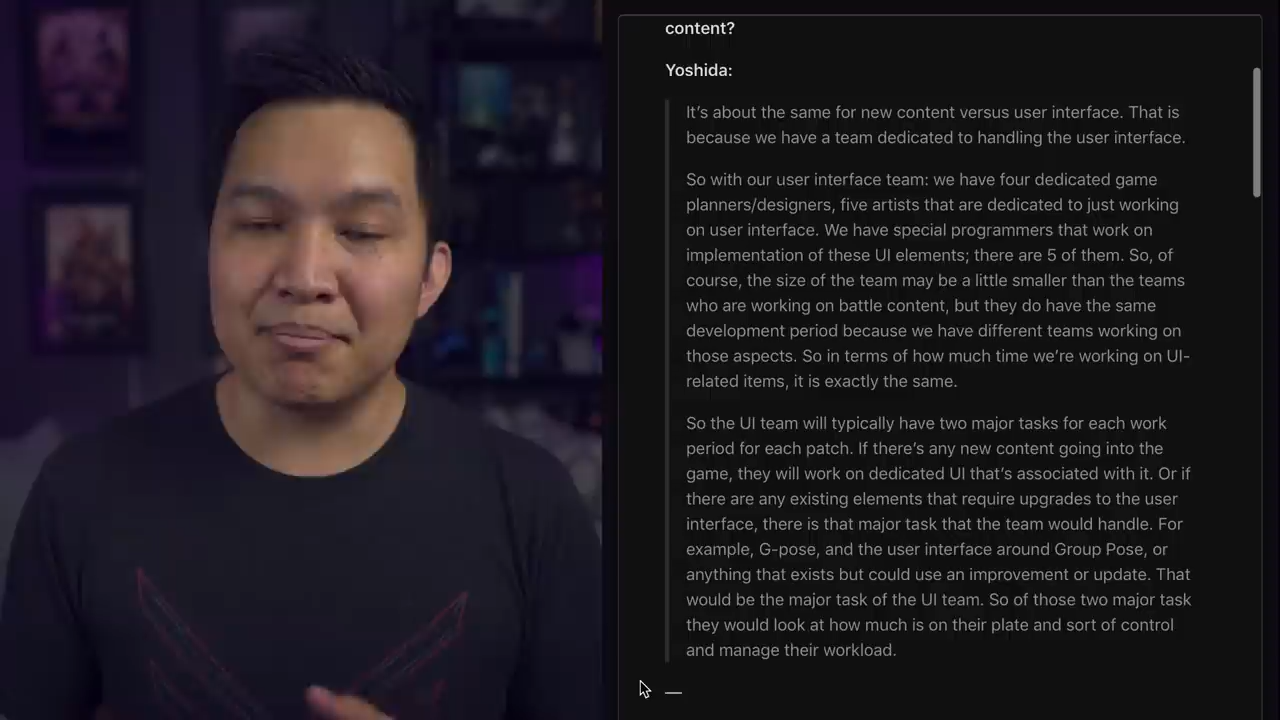 content?
Yoshida:
It’s about the same for new content versus user interface. That is
because we have a team dedicated to handling the user interface.
So with our user interface team: we have four dedicated game
planners/designers, five artists that are dedicated to just working
on user interface. We have special programmers that work on
implementation of these UI elements; there are 5 of them. So, of
course, the size of the team may be a little smaller than the teams
who are working on battle content, but they do have the same
development period because we have different teams working on
those aspects. So in terms of how much time we’re working on UI-
related items, it is exactly the same.
So the UI team will typically have two major tasks for each work
period for each patch. If there’s any new content going into the
game, they will work on dedicated UI that’s associated with it. Or if
there are any existing elements that require upgrades to the user
interface, there is that major task that the team would handle. For
example, G-pose, and the user interface around Group Pose, or
anything that exists but could use an improvement or update. That
would be the major task of the UI team. So of those two major task
they would look at how much is on their plate and sort of control
and manage their workload.
—